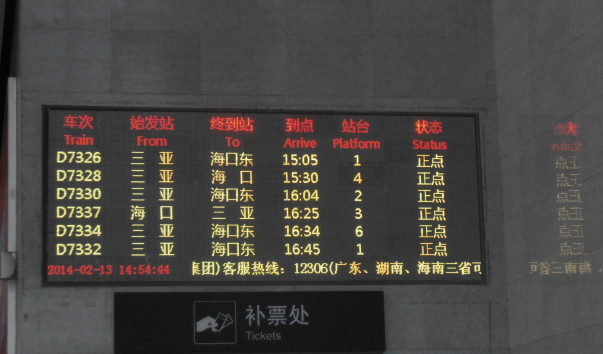 车次 始发站 终到站 到点 站台 状态
Train From To Arrive Platform Status
D7326 三亚 海口东 15:05 1 正点
D7328 三亚 海口 15:30 4 正点
D7330 三亚 海口东 16:04 2 正点
D7337 海口 三亚 16:25 3 正点
D7334 三亚 海口东 16:34 6 正点
D7332 三亚 海口东 16:45 1 正点
2014-02-13 14:54:44 集团)客服热线：12306(广东、湖南、海南三省可
补票处
Tickets